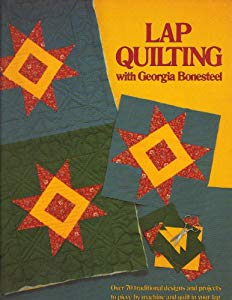 LAP
QUILTING
with Georgia Bonesteel
Over 70 traditional designs and projects
to piece by machine and quilt in your lap